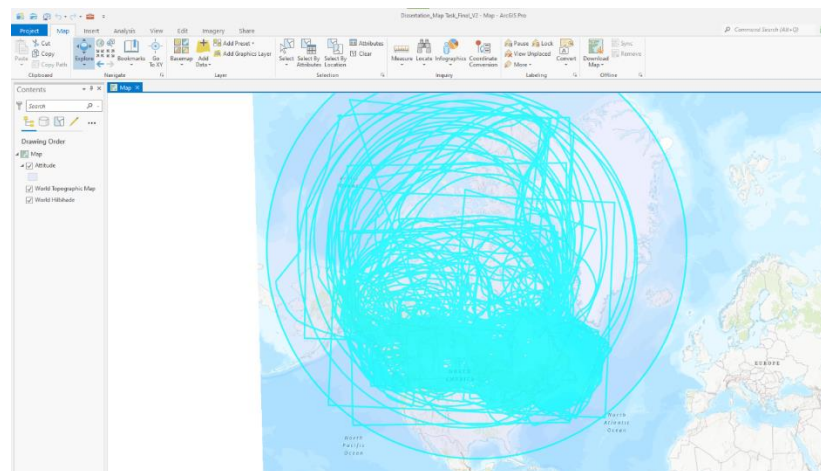 Dissertation_Map Task_Final_V2 - Map - ArcGIS Pro
Command Search (Alt+Q)
Project Map Insert Analysis View Edit Imagery Share
Cut
Copy
Copy Path
Paste
Explore
Bookmarks
Go To XY
Basemap
Add Data
Add Preset
Add Graphics Layer
Select
Select By Attributes
Select By Location
Attributes
Clear
Measure
Locate
Infographics
Coordinate Conversion
Pause
Lock
View Unplaced
More
Convert
Download Map
Sync
Remove
Clipboard Navigate Layer Selection Inquiry Labeling Offline
Contents
Map
Search
Drawing Order
Map
Attitude
World Topographic Map
World Hillshade
EUROPE
NORTH AMERICA
North Atlantic Ocean
North Pacific Ocean